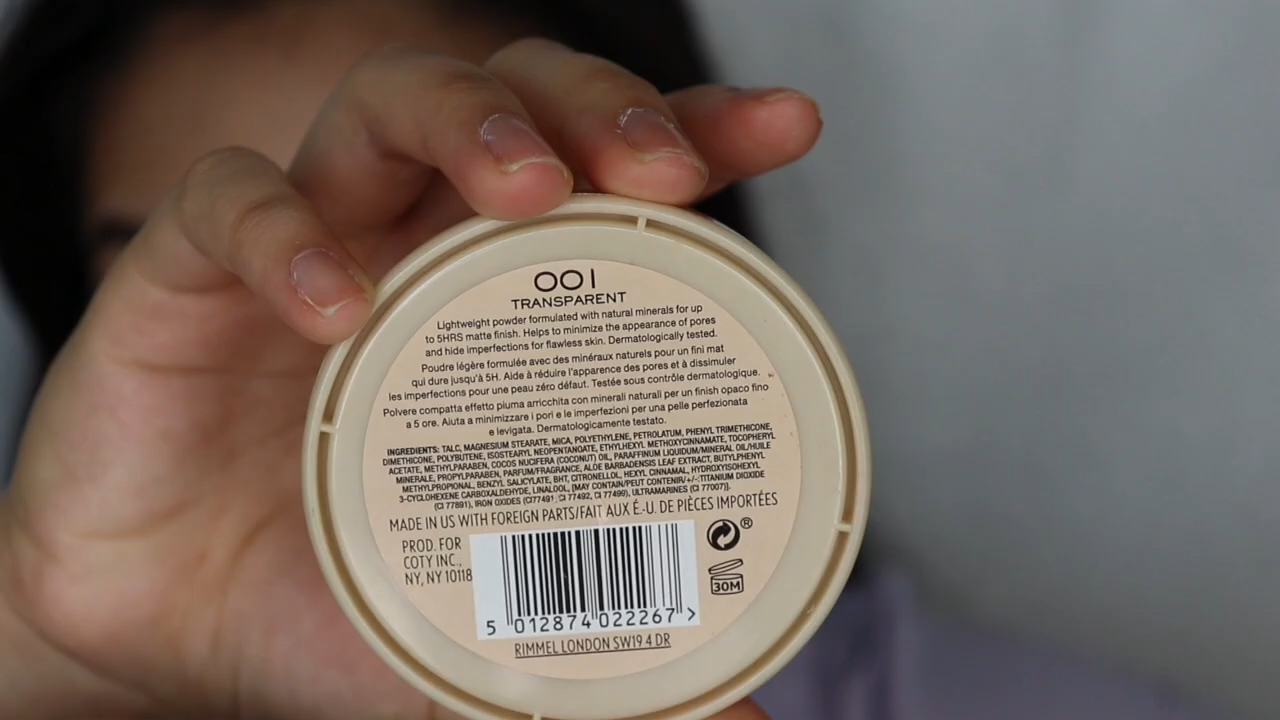 001
TRANSPARENT
Lightweight powder formulated with natural minerals for up
to 5HRS matte finish. Helps to minimize the appearance of pores
and hide imperfections for flawless skin. Dermatologically tested.
Poudre légère formulée avec des minéraux naturels pour un fini mat
qui dure jusqu'à 5H. Aide à réduire l'apparence des pores et à dissimuler
les imperfections pour une peau zéro défaut. Testée sous contrôle dermatologique.
Polvere compatta effetto piuma arricchita con minerali naturali per un finish opaco fino
a 5 ore. Aiuta a minimizzare i pori e le imperfezioni per una pelle perfezionata
e levigata. Dermatologicamente testato.
INGREDIENTS: TALC, MAGNESIUM STEARATE, MICA, POLYETHYLENE, PETROLATUM, PHENYL TRIMETHICONE,
DIMETHICONE, POLYBUTENE, ISOSTEARYL NEOPENTANOATE, ETHYLHEXYL METHOXYCINNAMATE, TOCOPHERYL
ACETATE, METHYLPARABEN, COCOS NUCIFERA (COCONUT) OIL, PARAFFINUM LIQUIDUM/MINERAL OIL/HUILE
MINERALE, PROPYLPARABEN, PARFUM/FRAGRANCE, ALOE BARBADENSIS LEAF EXTRACT, BUTYLPHENYL
METHYLPROPIONAL, BENZYL SALICYLATE, BHT, CITRONELLOL, HEXYL CINNAMAL, HYDROXYISOHEXYL
3-CYCLOHEXENE CARBOXALDEHYDE, LINALOOL, [MAY CONTAIN/PEUT CONTENIR/+/-:TITANIUM DIOXIDE
(CI 77891), IRON OXIDES (CI77491, CI 77492, CI 77499), ULTRAMARINES (CI 77007)].
MADE IN US WITH FOREIGN PARTS/FAIT AUX É.-U. DE PIÈCES IMPORTÉES
PROD. FOR
COTY INC.,
NY, NY 10118
®
30M
5 012874 022267 >
RIMMEL LONDON SW19 4 DR